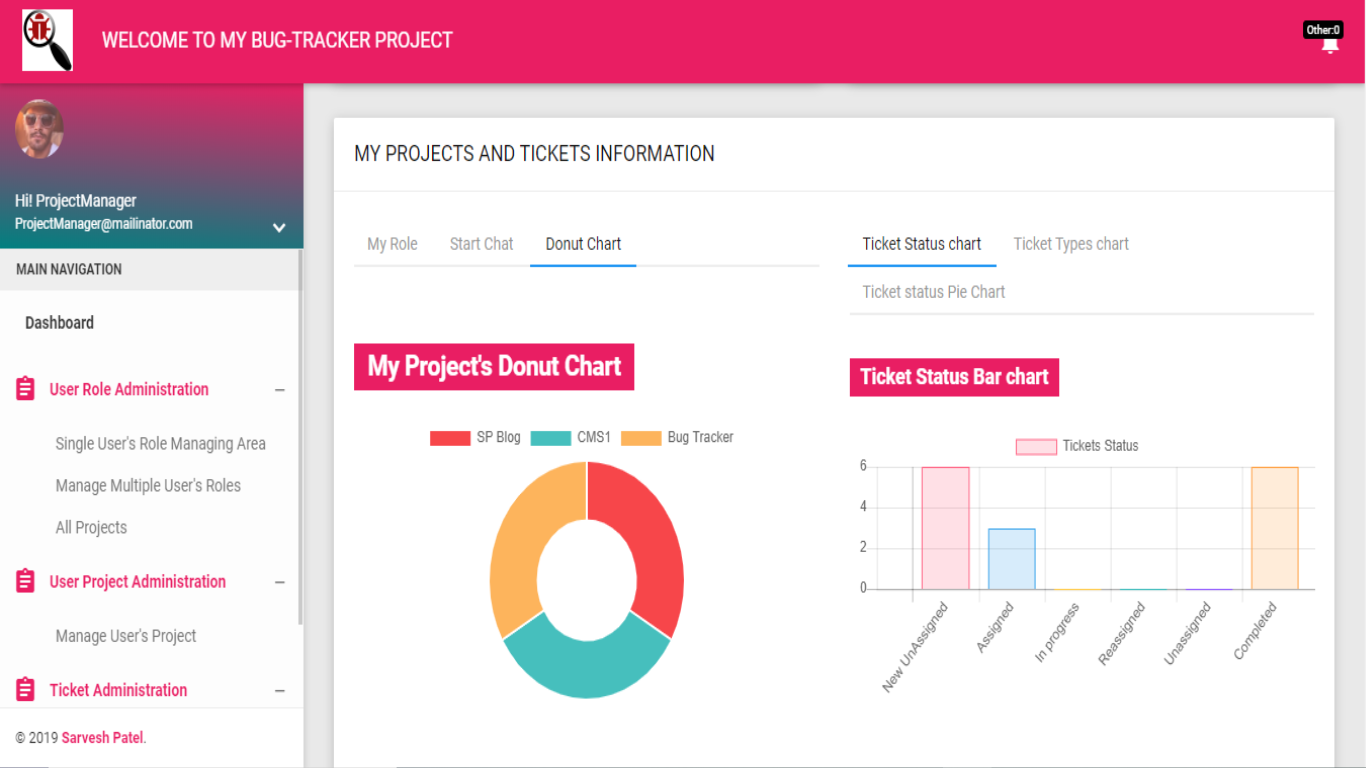 WELCOME TO MY BUG-TRACKER PROJECT
Other:0
Hi! ProjectManager
ProjectManager@mailinator.com
MAIN NAVIGATION
Dashboard
User Role Administration
Single User's Role Managing Area
Manage Multiple User's Roles
All Projects
User Project Administration
Manage User's Project
Ticket Administration
© 2019 Sarvesh Patel.
MY PROJECTS AND TICKETS INFORMATION
My Role Start Chat Donut Chart
My Project's Donut Chart
SP Blog CMS1 Bug Tracker
Ticket Status chart Ticket Types chart
Ticket status Pie Chart
Ticket Status Bar chart
Tickets Status
6
4
2
0
New UnAssigned Assigned In progress Reassigned Unassigned Completed